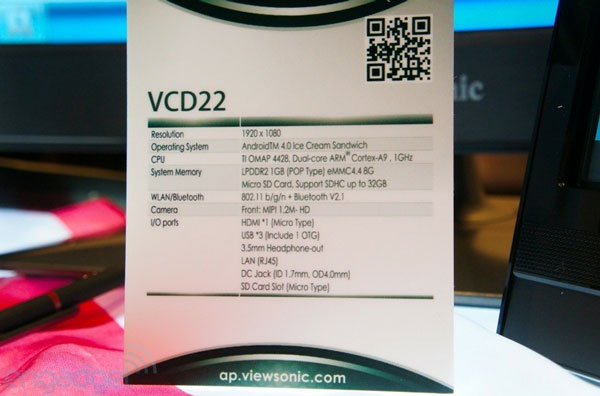 nic
VCD22
Resolution 1920 x 1080
Operating System AndroidTM 4.0 Ice Cream Sandwich
CPU TI OMAP 4428, Dual-core ARM® Cortex-A9 , 1GHz
System Memory LPDDR2 1GB (POP Type) eMMC4.4 8G
Micro SD Card, Support SDHC up to 32GB
WLAN/Bluetooth 802.11 b/g/n + Bluetooth V2.1
Camera Front: MIPI 1.2M- HD
I/O ports HDMI *1 (Micro Type)
USB *3 (Include 1 OTG)
3.5mm Headphone-out
LAN (RJ45)
DC Jack (ID 1.7mm, OD4.0mm)
SD Card Slot (Micro Type)
engadget
ap.viewsonic.com